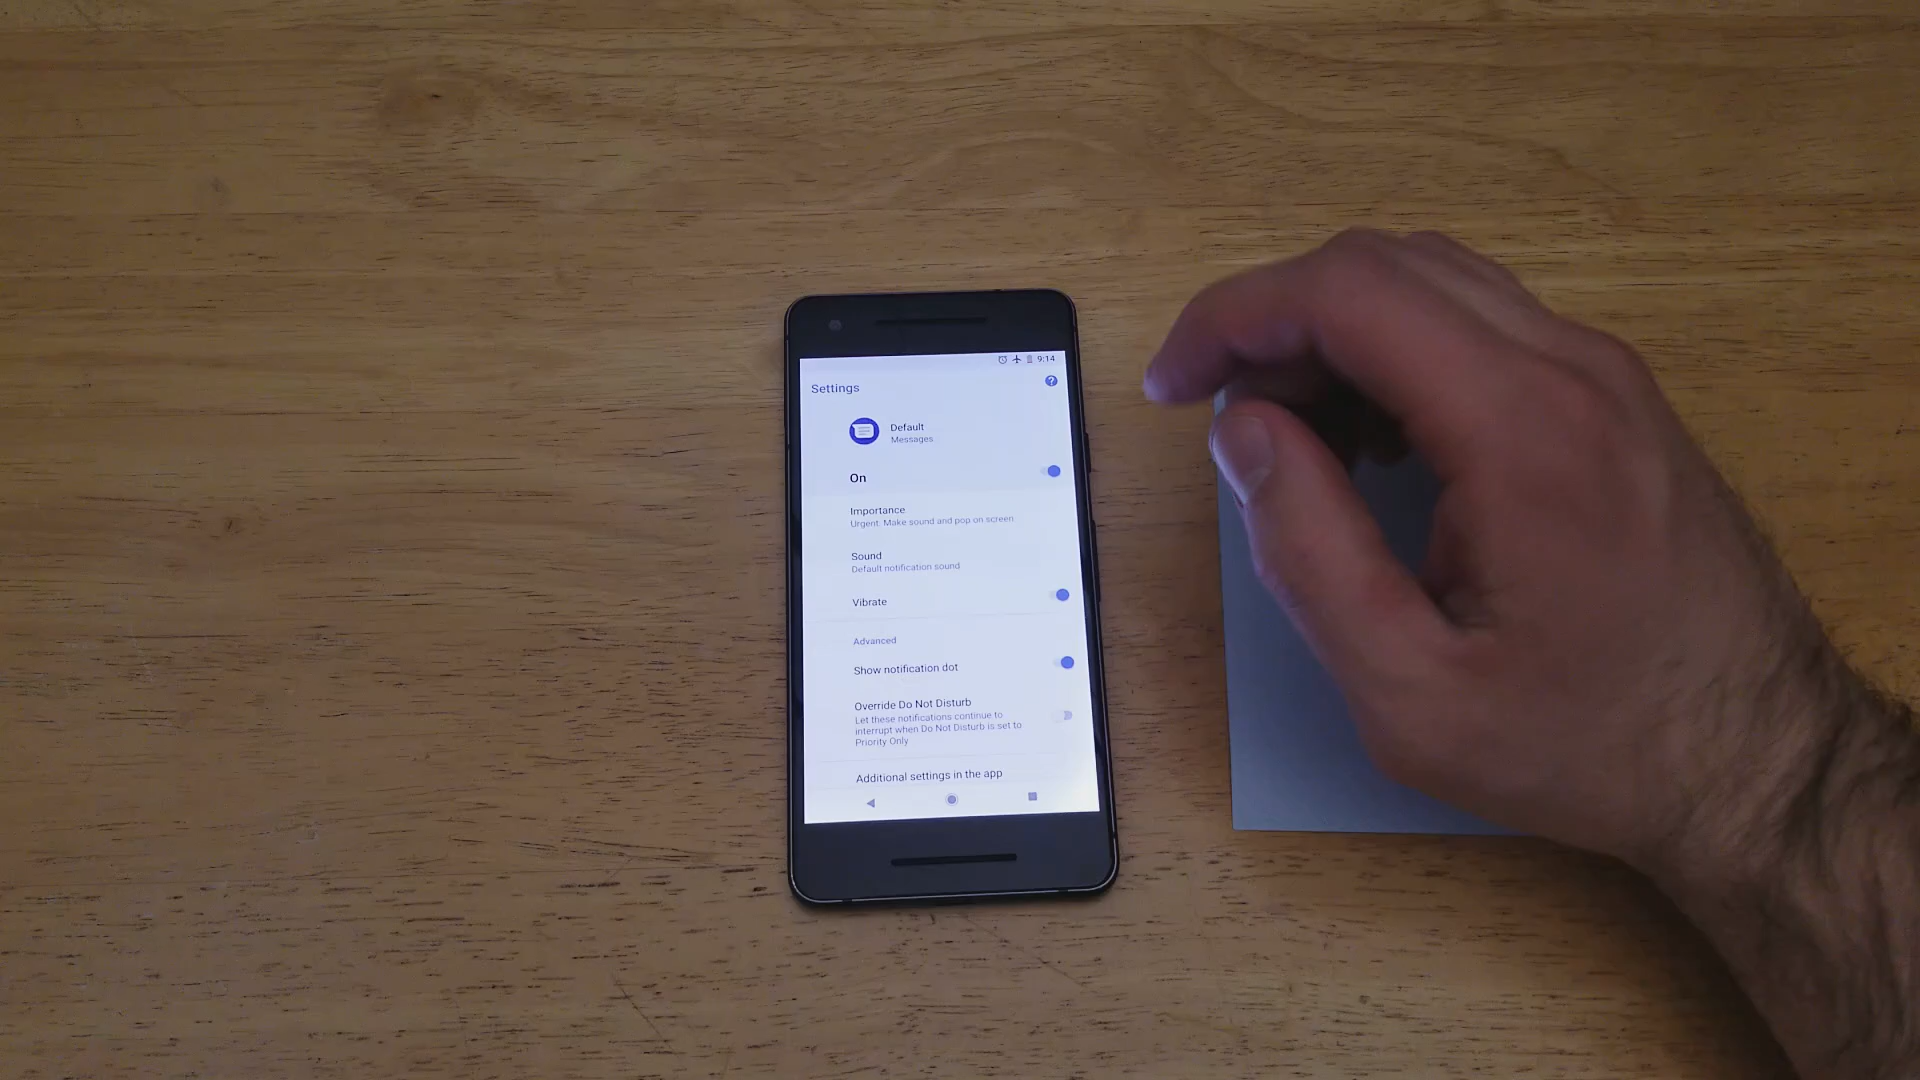 9:14
Settings
?
Default
Messages
On
Importance
Urgent. Make sound and pop on screen
Sound
Default notification sound
Vibrate
Advanced
Show notification dot
Override Do Not Disturb
Let these notifications continue to
interrupt when Do Not Disturb is set to
Priority Only
Additional settings in the app